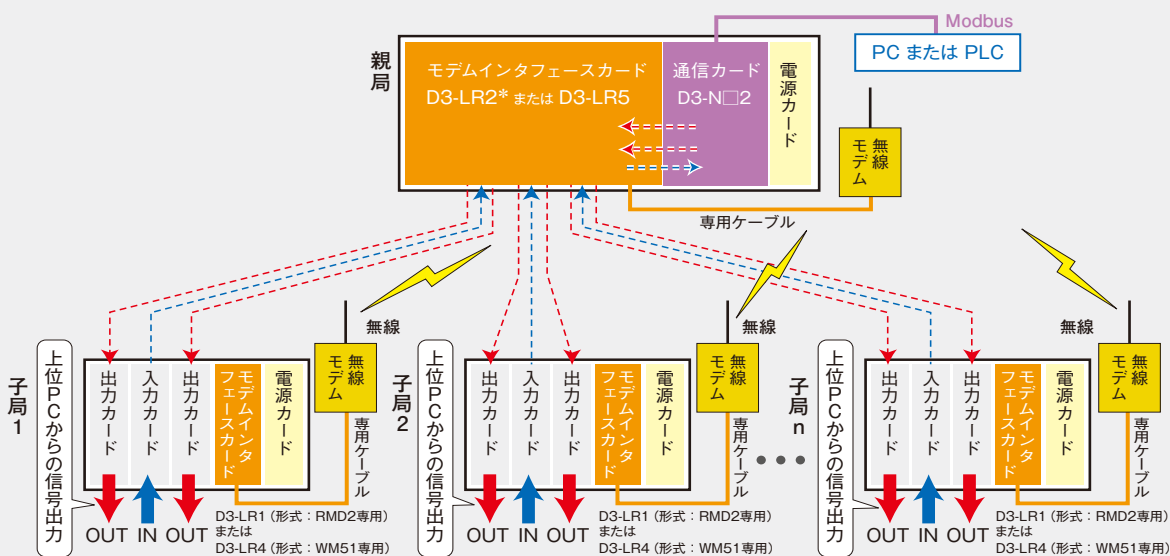 Modbus
PC または PLC
親局
モデムインタフェースカード
D3-LR2* または D3-LR5
通信カード
D3-N□2
電源カード
無線
モデム
専用ケーブル
子局1
上位PCからの信号出力
出力カード
入力カード
出力カード
モデムインタ
フェースカード
電源カード
無線
無線
モデム
専用ケーブル
OUT IN OUT
D3-LR1（形式：RMD2専用）
または
D3-LR4（形式：WM51専用）
子局2
上位PCからの信号出力
出力カード
入力カード
出力カード
モデムインタ
フェースカード
電源カード
無線
無線
モデム
専用ケーブル
OUT IN OUT
D3-LR1（形式：RMD2専用）
または
D3-LR4（形式：WM51専用）
子局n
上位PCからの信号出力
出力カード
入力カード
出力カード
モデムインタ
フェースカード
電源カード
無線
無線
モデム
専用ケーブル
OUT IN OUT
D3-LR1（形式：RMD2専用）
または
D3-LR4（形式：WM51専用）